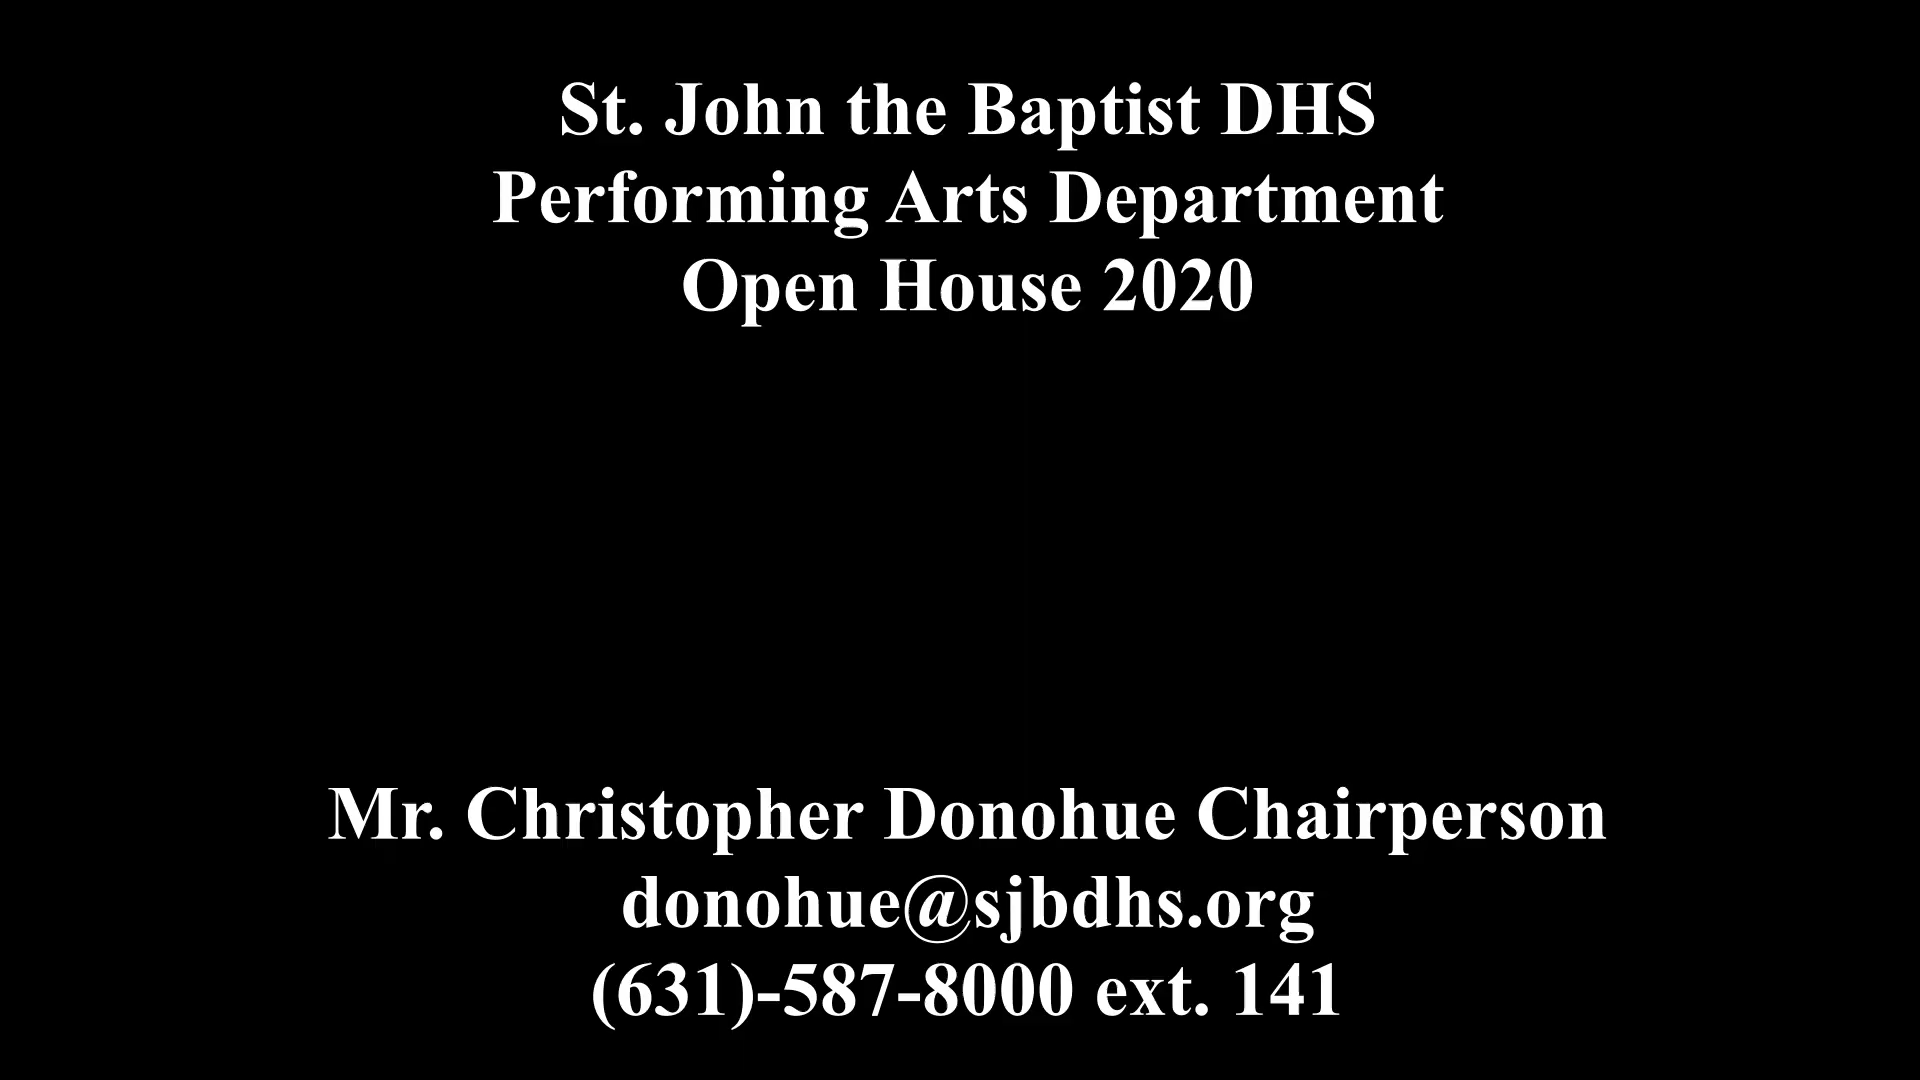 St. John the Baptist DHS
Performing Arts Department
Open House 2020
Mr. Christopher Donohue Chairperson
donohue@sjbdhs.org
(631)-587-8000 ext. 141